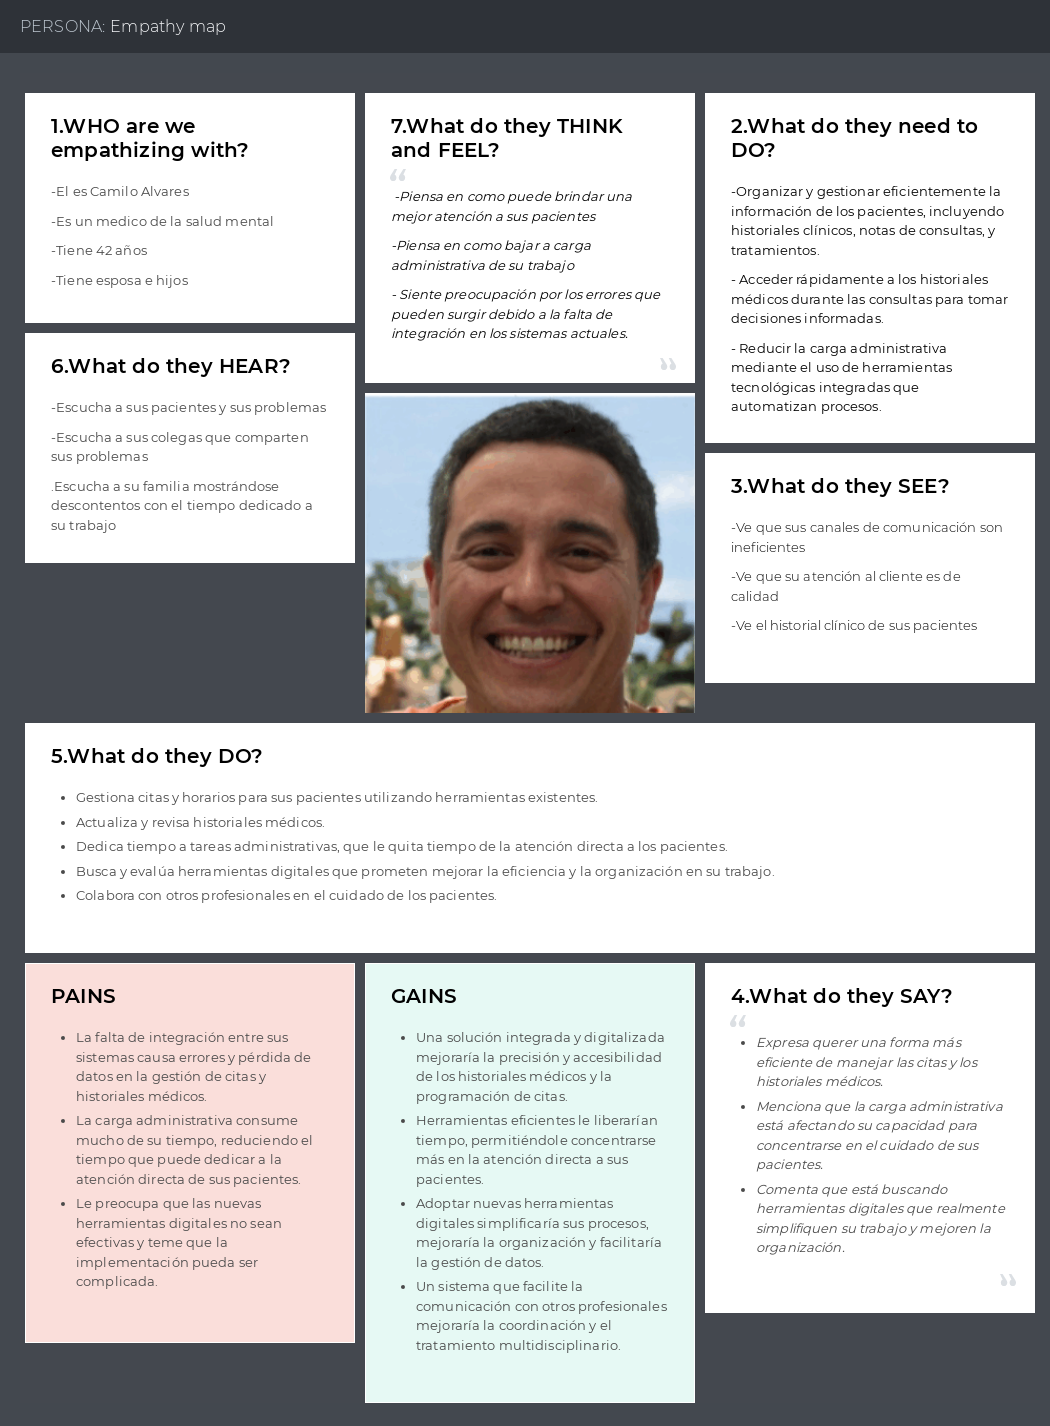 PERSONA: Empathy map
1.WHO are we
empathizing with?
-El es Camilo Alvares
-Es un medico de la salud mental
-Tiene 42 años
-Tiene esposa e hijos
7.What do they THINK
and FEEL?
“
-Piensa en como puede brindar una
mejor atención a sus pacientes
-Piensa en como bajar a carga
administrativa de su trabajo
- Siente preocupación por los errores que
pueden surgir debido a la falta de
integración en los sistemas actuales.
”
2.What do they need to
DO?
-Organizar y gestionar eficientemente la
información de los pacientes, incluyendo
historiales clínicos, notas de consultas, y
tratamientos.
- Acceder rápidamente a los historiales
médicos durante las consultas para tomar
decisiones informadas.
- Reducir la carga administrativa
mediante el uso de herramientas
tecnológicas integradas que
automatizan procesos.
6.What do they HEAR?
-Escucha a sus pacientes y sus problemas
-Escucha a sus colegas que comparten
sus problemas
.Escucha a su familia mostrándose
descontentos con el tiempo dedicado a
su trabajo
3.What do they SEE?
-Ve que sus canales de comunicación son
ineficientes
-Ve que su atención al cliente es de
calidad
-Ve el historial clínico de sus pacientes
5.What do they DO?
• Gestiona citas y horarios para sus pacientes utilizando herramientas existentes.
• Actualiza y revisa historiales médicos.
• Dedica tiempo a tareas administrativas, que le quita tiempo de la atención directa a los pacientes.
• Busca y evalúa herramientas digitales que prometen mejorar la eficiencia y la organización en su trabajo.
• Colabora con otros profesionales en el cuidado de los pacientes.
PAINS
• La falta de integración entre sus
sistemas causa errores y pérdida de
datos en la gestión de citas y
historiales médicos.
• La carga administrativa consume
mucho de su tiempo, reduciendo el
tiempo que puede dedicar a la
atención directa de sus pacientes.
• Le preocupa que las nuevas
herramientas digitales no sean
efectivas y teme que la
implementación pueda ser
complicada.
GAINS
• Una solución integrada y digitalizada
mejoraría la precisión y accesibilidad
de los historiales médicos y la
programación de citas.
• Herramientas eficientes le liberarían
tiempo, permitiéndole concentrarse
más en la atención directa a sus
pacientes.
• Adoptar nuevas herramientas
digitales simplificaría sus procesos,
mejoraría la organización y facilitaría
la gestión de datos.
• Un sistema que facilite la
comunicación con otros profesionales
mejoraría la coordinación y el
tratamiento multidisciplinario.
4.What do they SAY?
“
• Expresa querer una forma más
eficiente de manejar las citas y los
historiales médicos.
• Menciona que la carga administrativa
está afectando su capacidad para
concentrarse en el cuidado de sus
pacientes.
• Comenta que está buscando
herramientas digitales que realmente
simplifiquen su trabajo y mejoren la
organización.
”